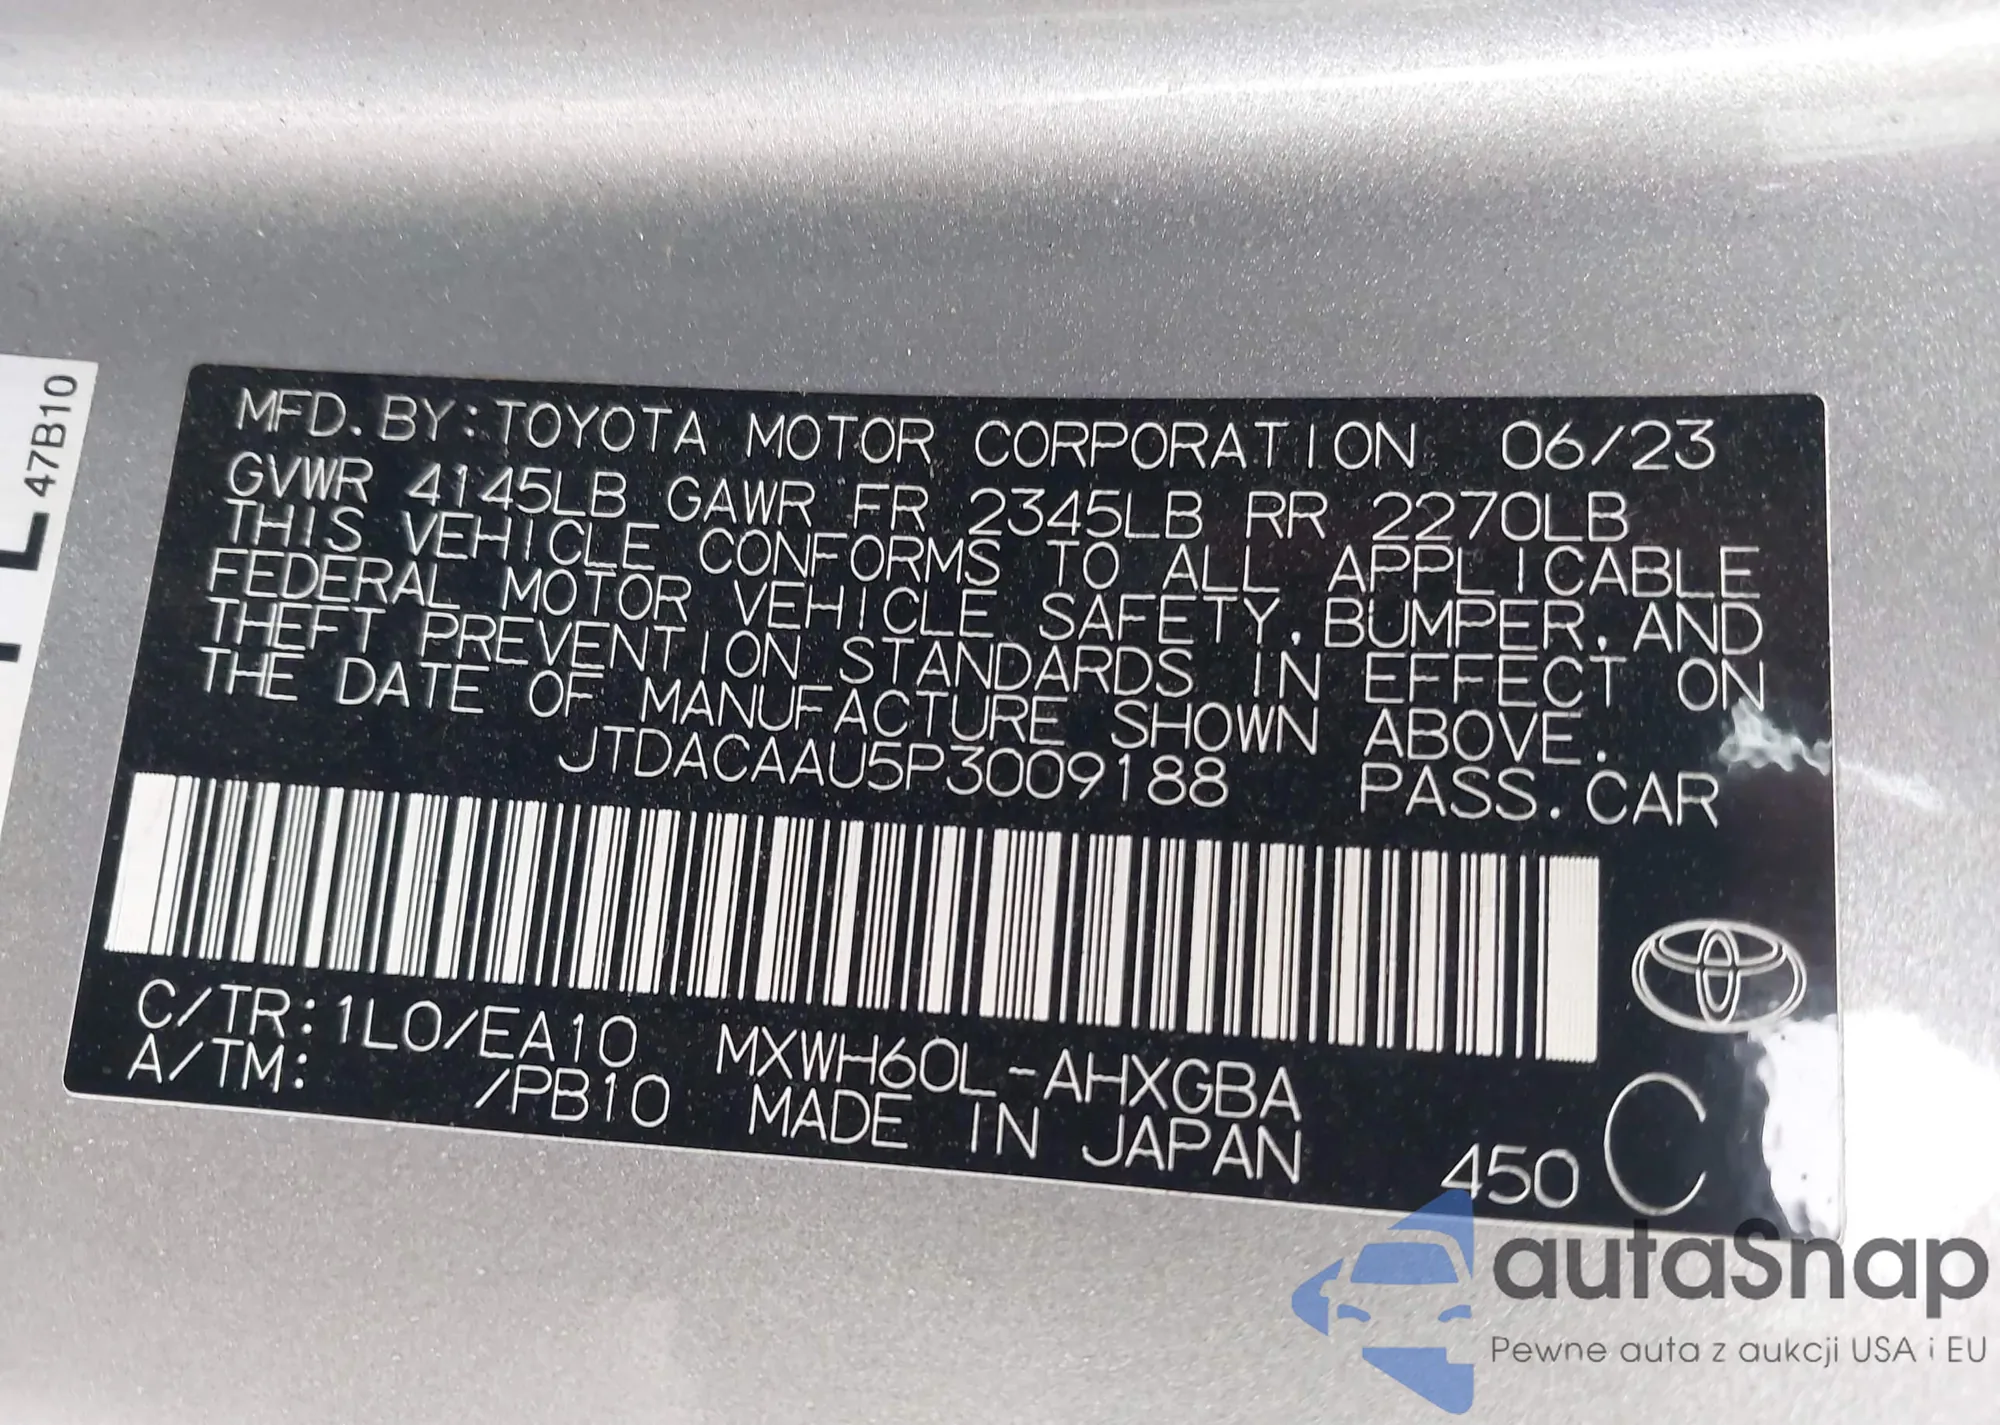 47B10
MFD. BY: TOYOTA MOTOR CORPORATION 06/23
GVWR 4145LB GAWR FR 2345LB RR 2270LB
THIS VEHICLE CONFORMS TO ALL APPLICABLE
FEDERAL MOTOR VEHICLE SAFETY, BUMPER, AND
THEFT PREVENTION STANDARDS IN EFFECT ON
THE DATE OF MANUFACTURE SHOWN ABOVE.
JTDACAAU5P3009188 PASS. CAR
C/TR: 1L0/EA10 MXWH60L-AHXGBA
A/TM: /PB10 MADE IN JAPAN
450 C
autaSnap
Pewne auta z aukcji USA i EU